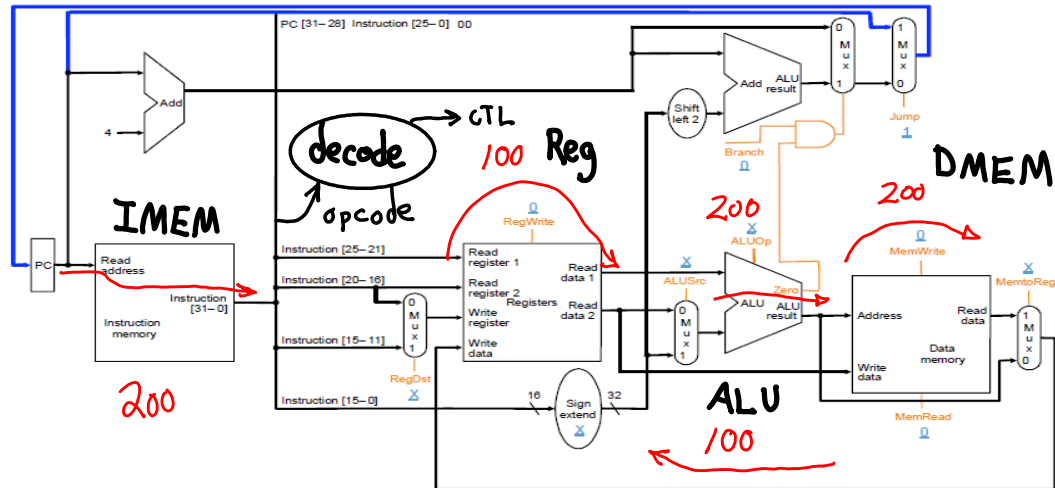 PC [31–28] Instruction [25–0] 00
Add
4
decode
CTL
opcode
100
Reg
IMEM
PC
Read address
Instruction [31–0]
Instruction memory
200
Instruction [25–21]
Instruction [20–16]
Instruction [15–11]
Instruction [15–0]
0
Mux
1
RegDst
X
0
RegWrite
Read register 1
Read register 2
Write register
Write data
Registers
Read data 1
Read data 2
16
Sign extend
X
32
Shift left 2
Add
ALU result
Branch
0
0
Mux
1
1
Mux
0
Jump
1
X
ALUSrc
0
Mux
1
200
X
ALUOp
Zero
ALU
ALU result
ALU
100
DMEM
200
0
MemWrite
Address
Read data
Data memory
Write data
MemRead
0
X
MemtoReg
1
Mux
0